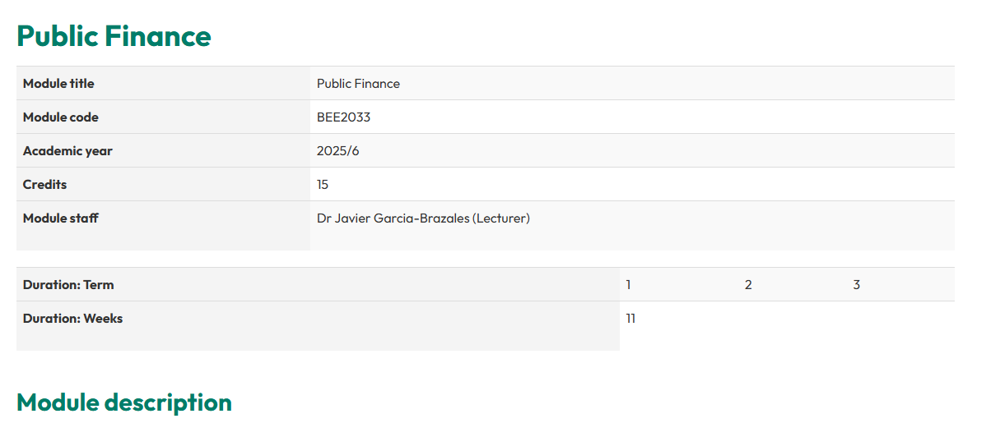 Public Finance
Module title Public Finance
Module code BEE2033
Academic year 2025/6
Credits 15
Module staff Dr Javier Garcia-Brazales (Lecturer)
Duration: Term 1 2 3
Duration: Weeks 11
Module description